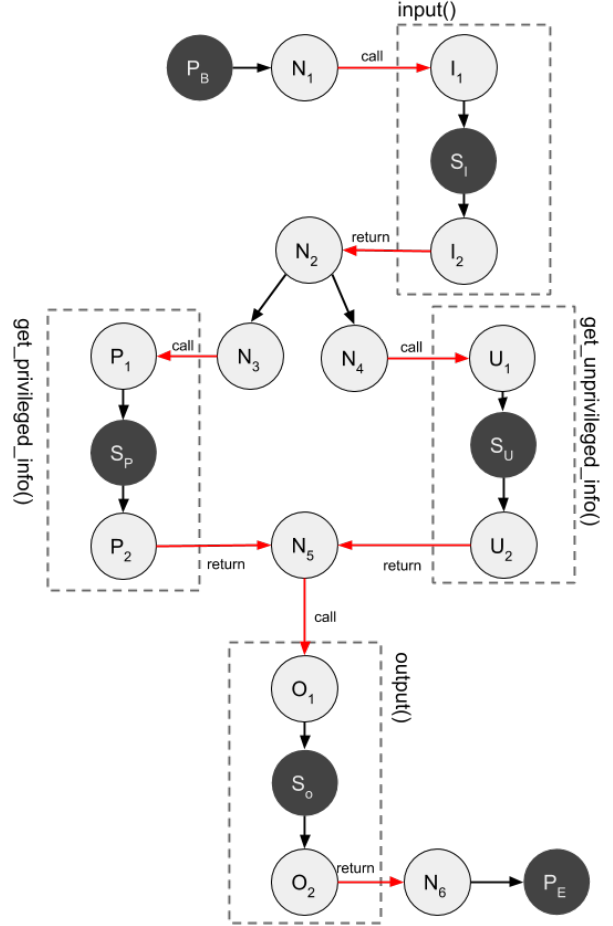 input()
P_B
N_1
call
I_1
S_I
N_2
return
I_2
get_privileged_info()
P_1
call
N_3
N_4
call
U_1
get_unprivileged_info()
S_P
S_U
P_2
return
N_5
return
U_2
call
output()
O_1
S_o
O_2
return
N_6
P_E